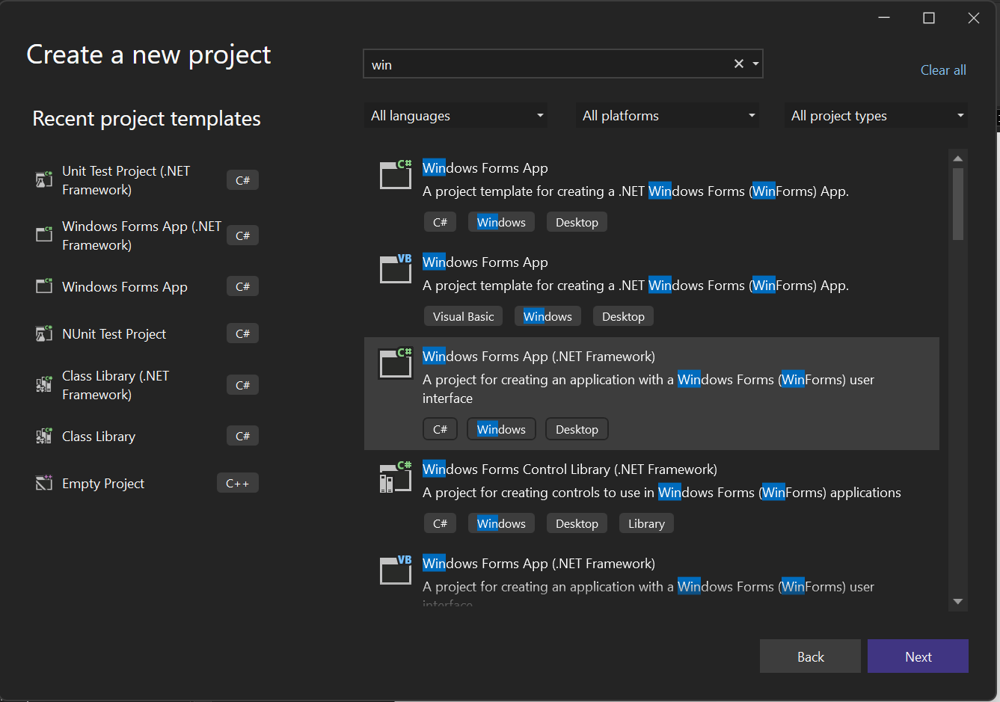 Create a new project
win
Clear all
Recent project templates
All languages
All platforms
All project types
Unit Test Project (.NET
Framework)
C#
Windows Forms App (.NET
Framework)
C#
Windows Forms App
C#
NUnit Test Project
C#
Class Library (.NET
Framework)
C#
Class Library
C#
Empty Project
C++
C#
Windows Forms App
A project template for creating a .NET Windows Forms (WinForms) App.
C# Windows Desktop
VB
Windows Forms App
A project template for creating a .NET Windows Forms (WinForms) App.
Visual Basic Windows Desktop
C#
Windows Forms App (.NET Framework)
A project for creating an application with a Windows Forms (WinForms) user
interface
C# Windows Desktop
C#
Windows Forms Control Library (.NET Framework)
A project for creating controls to use in Windows Forms (WinForms) applications
C# Windows Desktop Library
VB
Windows Forms App (.NET Framework)
A project for creating an application with a Windows Forms (WinForms) user
interface
Back
Next